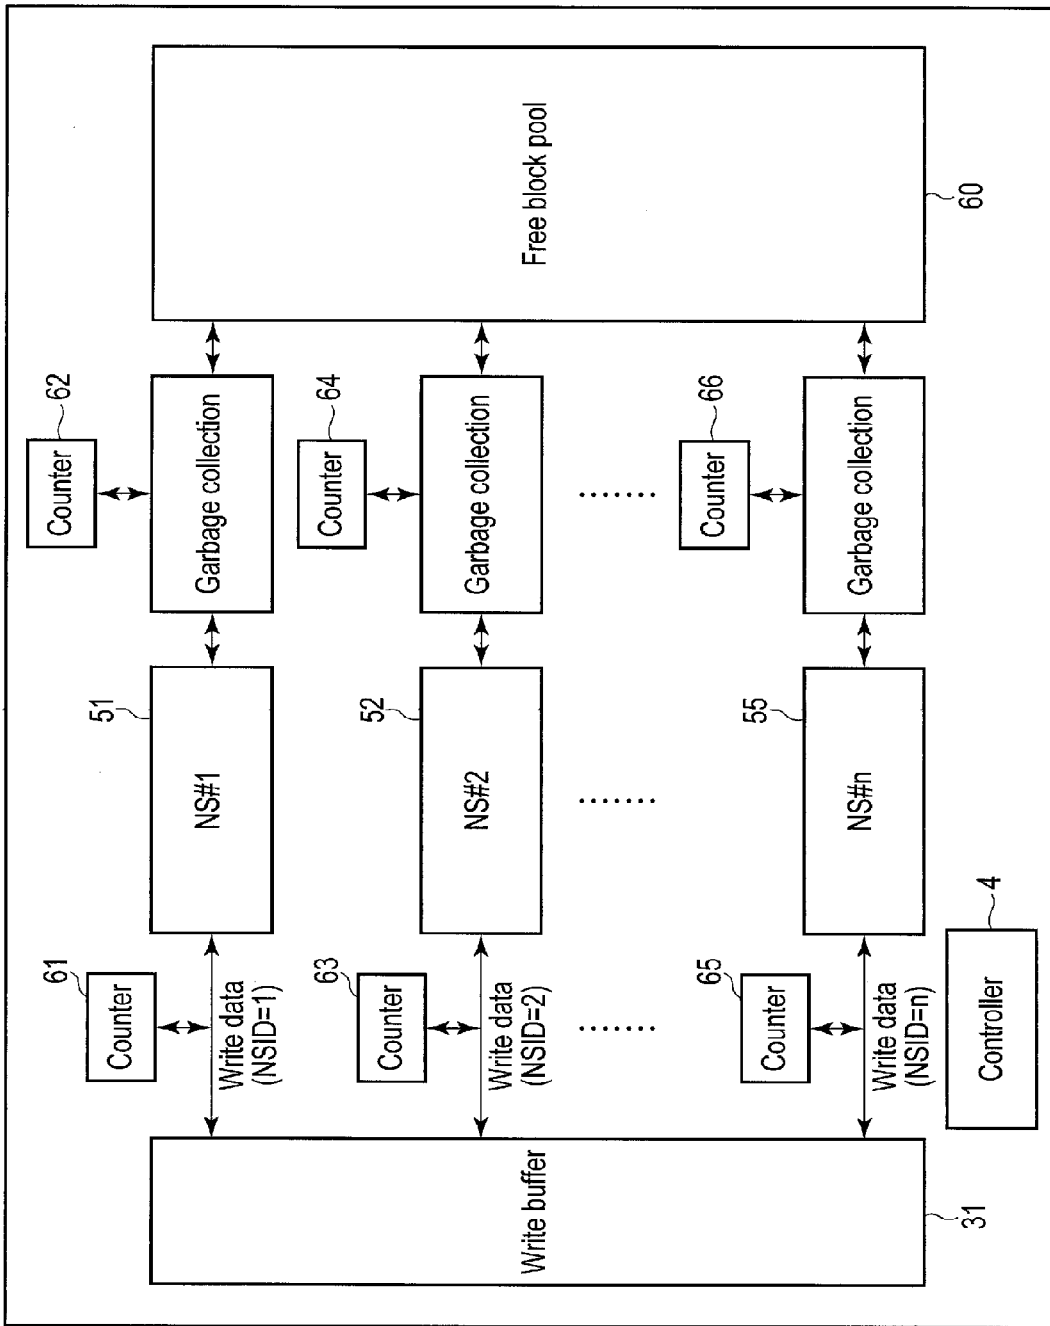 Write buffer
31
Counter
61
Write data
(NSID=1)
NS#1
51
Garbage collection
Counter
62
Counter
63
Write data
(NSID=2)
NS#2
52
Garbage collection
Counter
64
.......
.......
.......
Counter
65
Write data
(NSID=n)
NS#n
55
Garbage collection
Counter
66
Free block pool
60
Controller
4